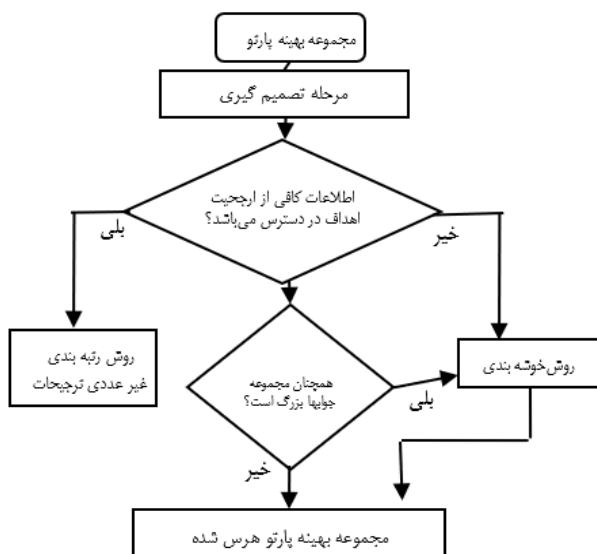 مجموعه بهینه پارتو
مرحله تصمیم گیری
اطلاعات کافی از ارجحیت
اهداف در دسترس می‌باشد؟
بلی
خیر
روش رتبه بندی
غیر عددی ترجیحات
همچنان مجموعه
جوابها بزرگ است؟
بلی
روش خوشه بندی
خیر
مجموعه بهینه پارتو هرس شده